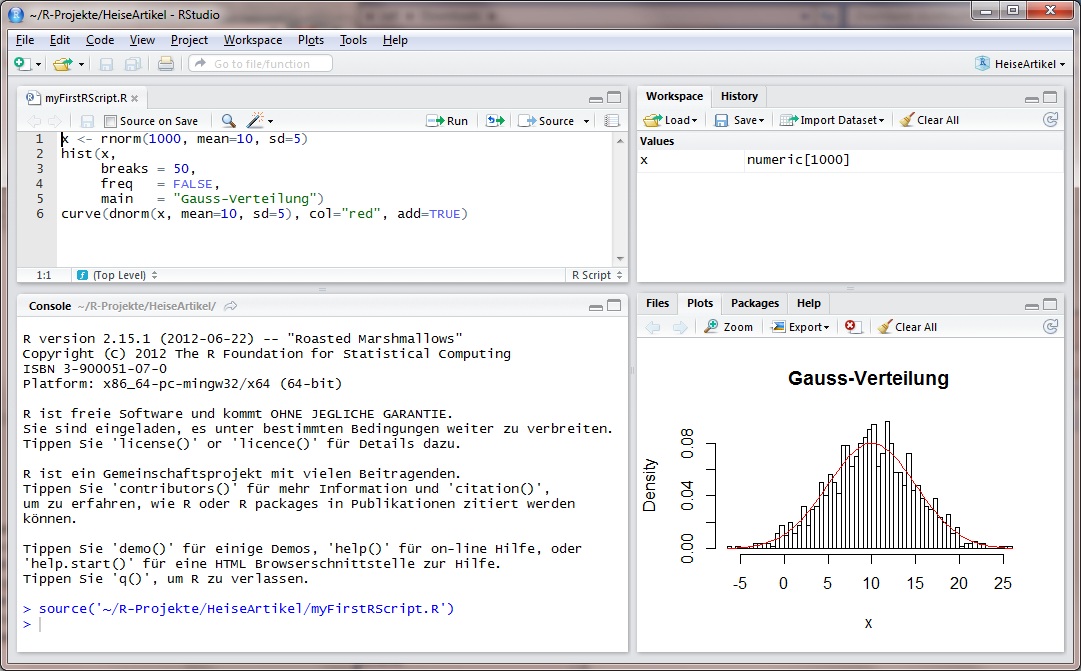 ~/R-Projekte/HeiseArtikel - RStudio
File Edit Code View Project Workspace Plots Tools Help
Go to file/function HeiseArtikel
myFirstRScript.R
Source on Save Run Source
1 x <- rnorm(1000, mean=10, sd=5)
2 hist(x,
3      breaks = 50,
4      freq   = FALSE,
5      main   = "Gauss-Verteilung")
6 curve(dnorm(x, mean=10, sd=5), col="red", add=TRUE)
1:1 (Top Level) R Script
Console ~/R-Projekte/HeiseArtikel/
R version 2.15.1 (2012-06-22) -- "Roasted Marshmallows"
Copyright (C) 2012 The R Foundation for Statistical Computing
ISBN 3-900051-07-0
Platform: x86_64-pc-mingw32/x64 (64-bit)
R ist freie Software und kommt OHNE JEGLICHE GARANTIE.
Sie sind eingeladen, es unter bestimmten Bedingungen weiter zu verbreiten.
Tippen Sie 'license()' or 'licence()' für Details dazu.
R ist ein Gemeinschaftsprojekt mit vielen Beitragenden.
Tippen Sie 'contributors()' für mehr Information und 'citation()',
um zu erfahren, wie R oder R packages in Publikationen zitiert werden
können.
Tippen Sie 'demo()' für einige Demos, 'help()' für on-line Hilfe, oder
'help.start()' für eine HTML Browserschnittstelle zur Hilfe.
Tippen Sie 'q()', um R zu verlassen.
> source('~/R-Projekte/HeiseArtikel/myFirstRScript.R')
>
Workspace History
Load Save Import Dataset Clear All
Values
x numeric[1000]
Files Plots Packages Help
Zoom Export Clear All
Gauss-Verteilung
Density
0.08
0.04
0.00
-5 0 5 10 15 20 25
x